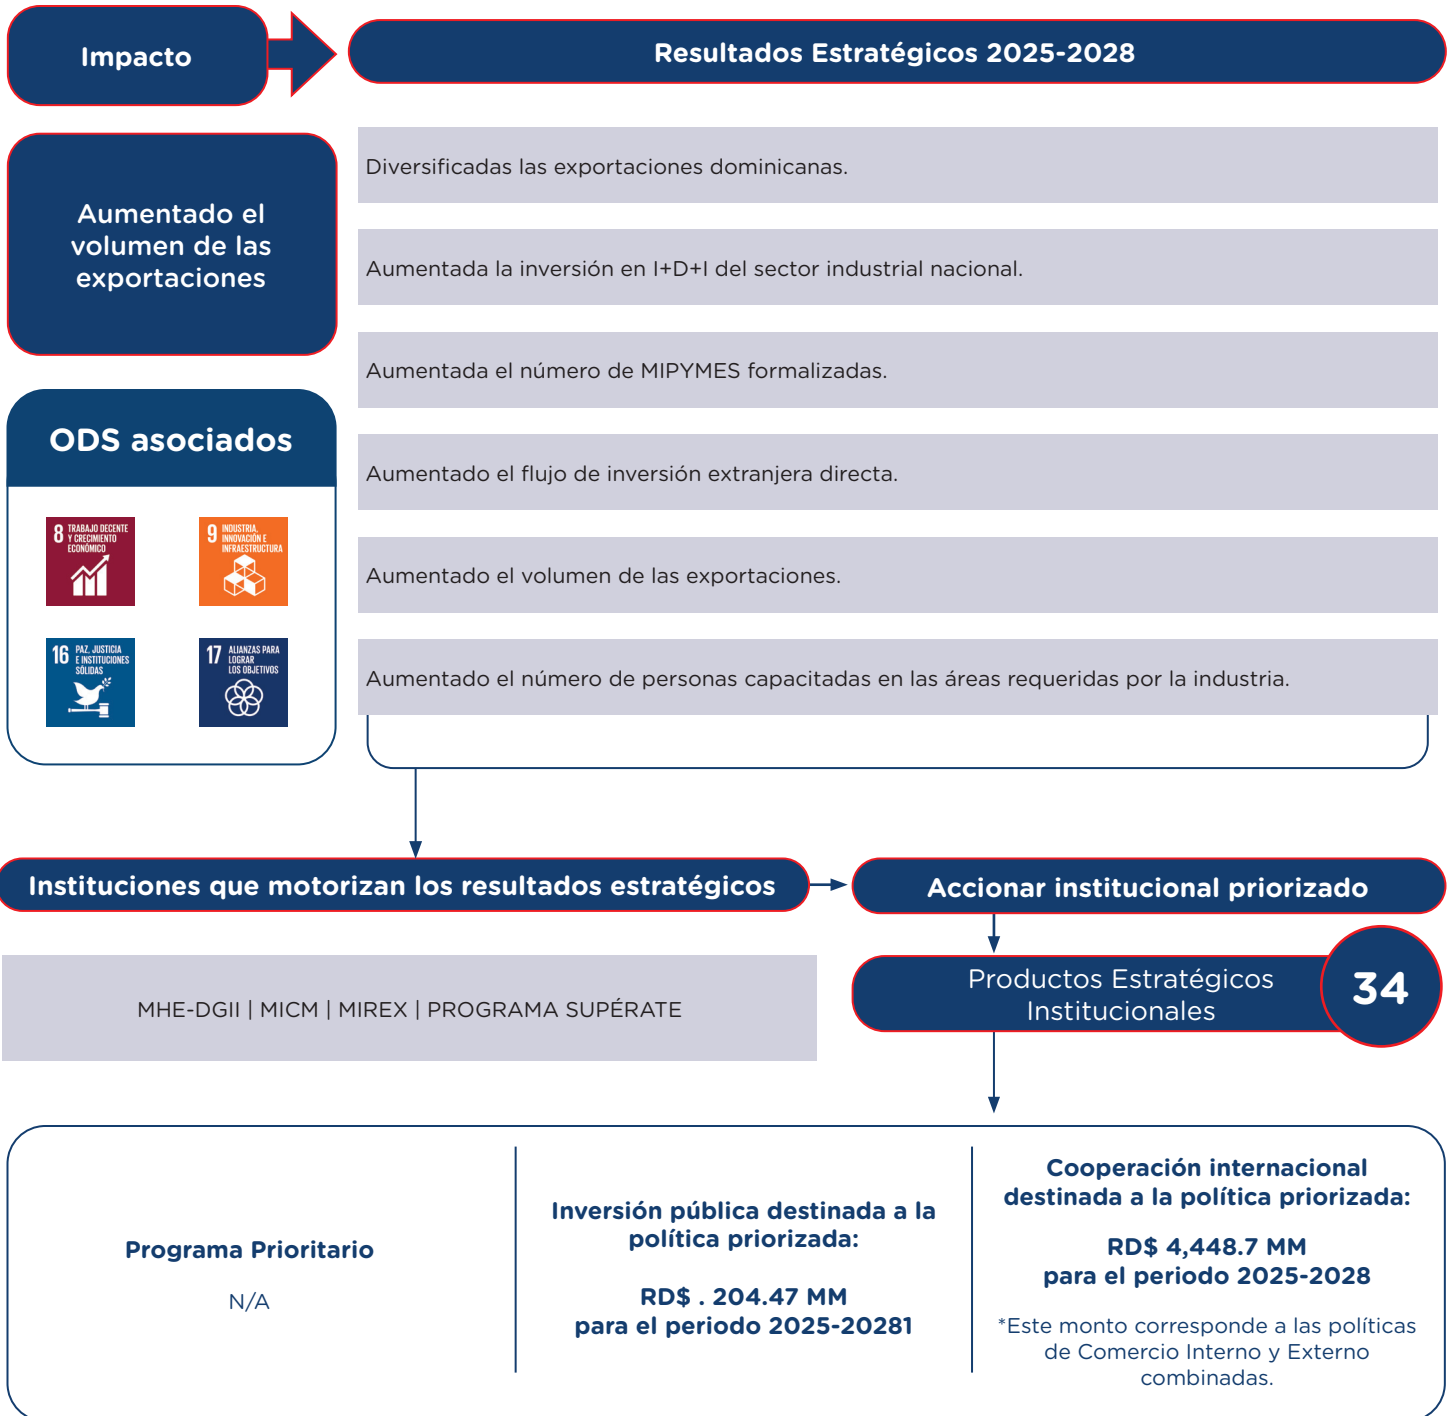 Impacto
Resultados Estratégicos 2025-2028
Aumentado el
volumen de las
exportaciones
Diversificadas las exportaciones dominicanas.
Aumentada la inversión en I+D+I del sector industrial nacional.
Aumentada el número de MIPYMES formalizadas.
Aumentado el flujo de inversión extranjera directa.
Aumentado el volumen de las exportaciones.
Aumentado el número de personas capacitadas en las áreas requeridas por la industria.
ODS asociados
8 TRABAJO DECENTE
Y CRECIMIENTO
ECONÓMICO
9 INDUSTRIA,
INNOVACIÓN E
INFRAESTRUCTURA
16 PAZ, JUSTICIA
E INSTITUCIONES
SÓLIDAS
17 ALIANZAS PARA
LOGRAR
LOS OBJETIVOS
Instituciones que motorizan los resultados estratégicos
Accionar institucional priorizado
MHE-DGII | MICM | MIREX | PROGRAMA SUPÉRATE
Productos Estratégicos
Institucionales
34
Programa Prioritario
N/A
Inversión pública destinada a la
política priorizada:
RD$ . 204.47 MM
para el periodo 2025-20281
Cooperación internacional
destinada a la política priorizada:
RD$ 4,448.7 MM
para el periodo 2025-2028
*Este monto corresponde a las políticas
de Comercio Interno y Externo
combinadas.